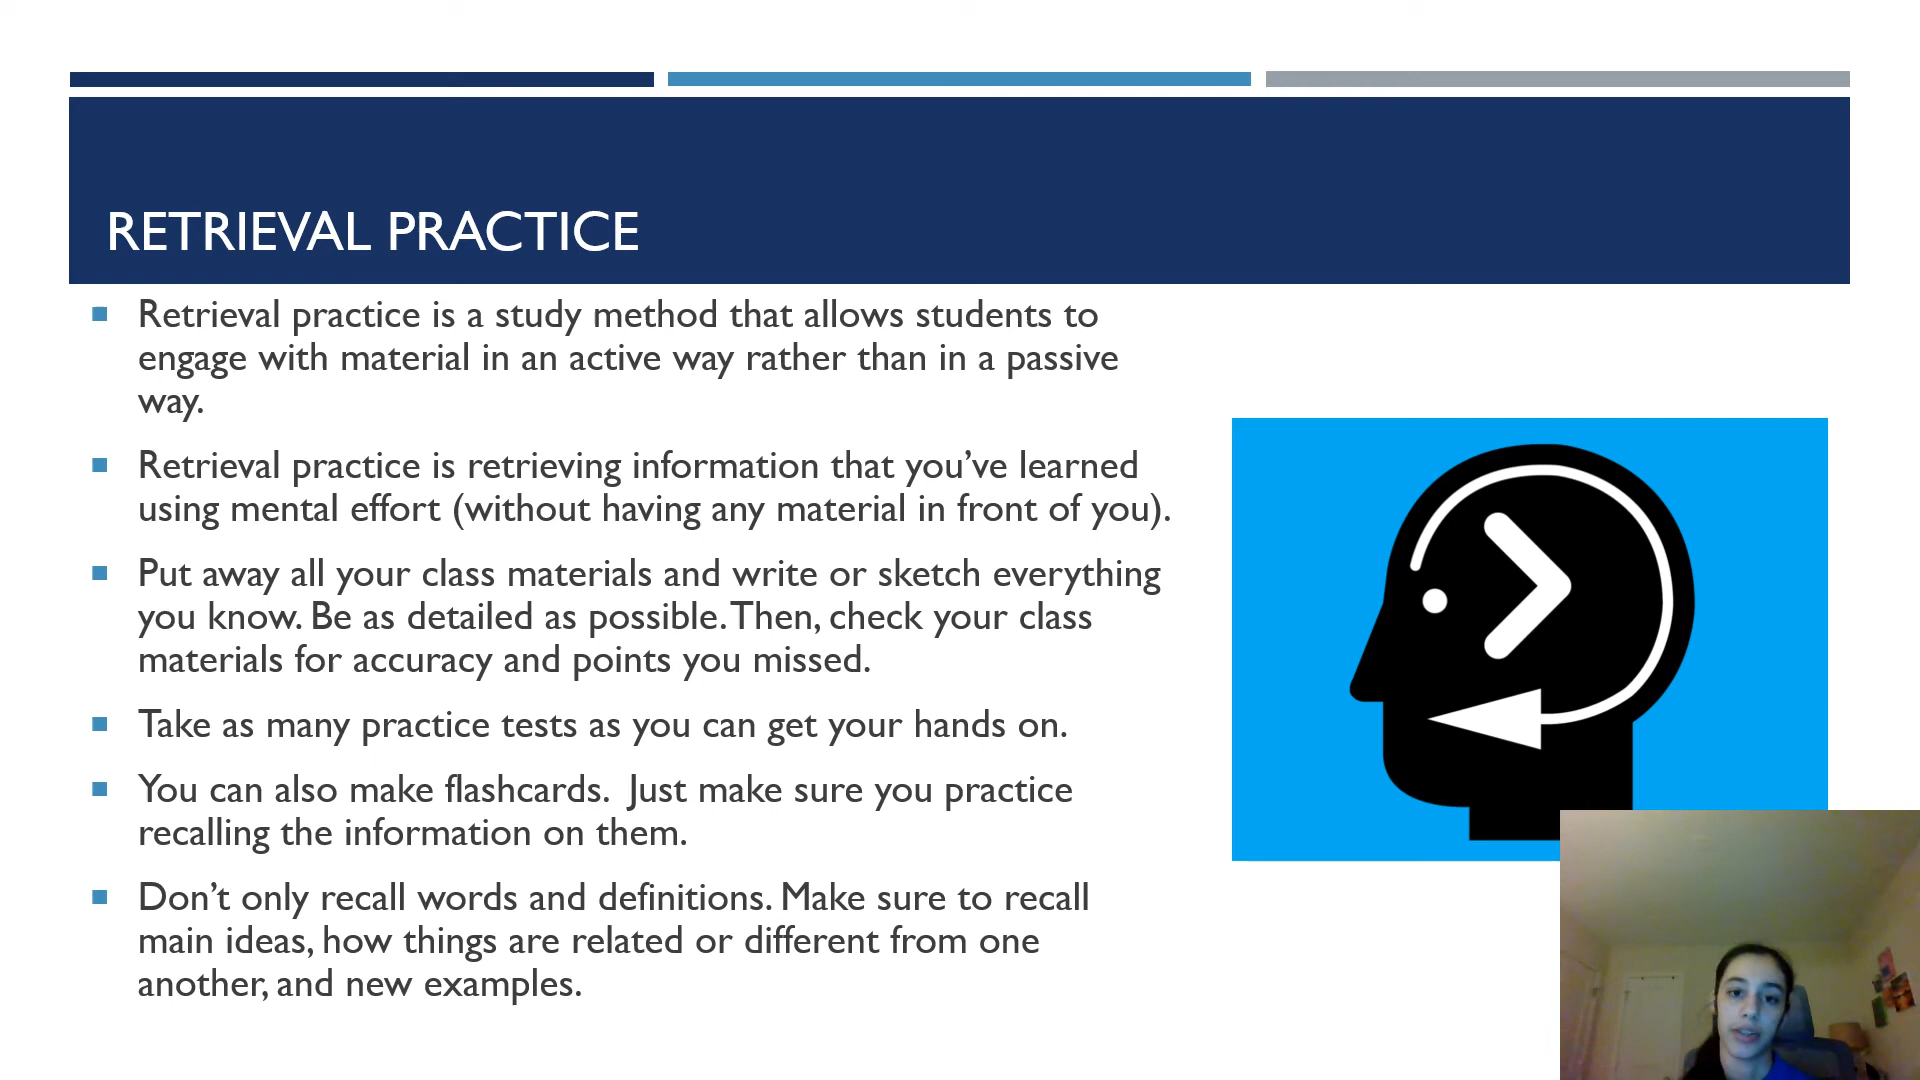 RETRIEVAL PRACTICE
Retrieval practice is a study method that allows students to
engage with material in an active way rather than in a passive
way.
Retrieval practice is retrieving information that you’ve learned
using mental effort (without having any material in front of you).
Put away all your class materials and write or sketch everything
you know. Be as detailed as possible. Then, check your class
materials for accuracy and points you missed.
Take as many practice tests as you can get your hands on.
You can also make flashcards.  Just make sure you practice
recalling the information on them.
Don’t only recall words and definitions. Make sure to recall
main ideas, how things are related or different from one
another, and new examples.